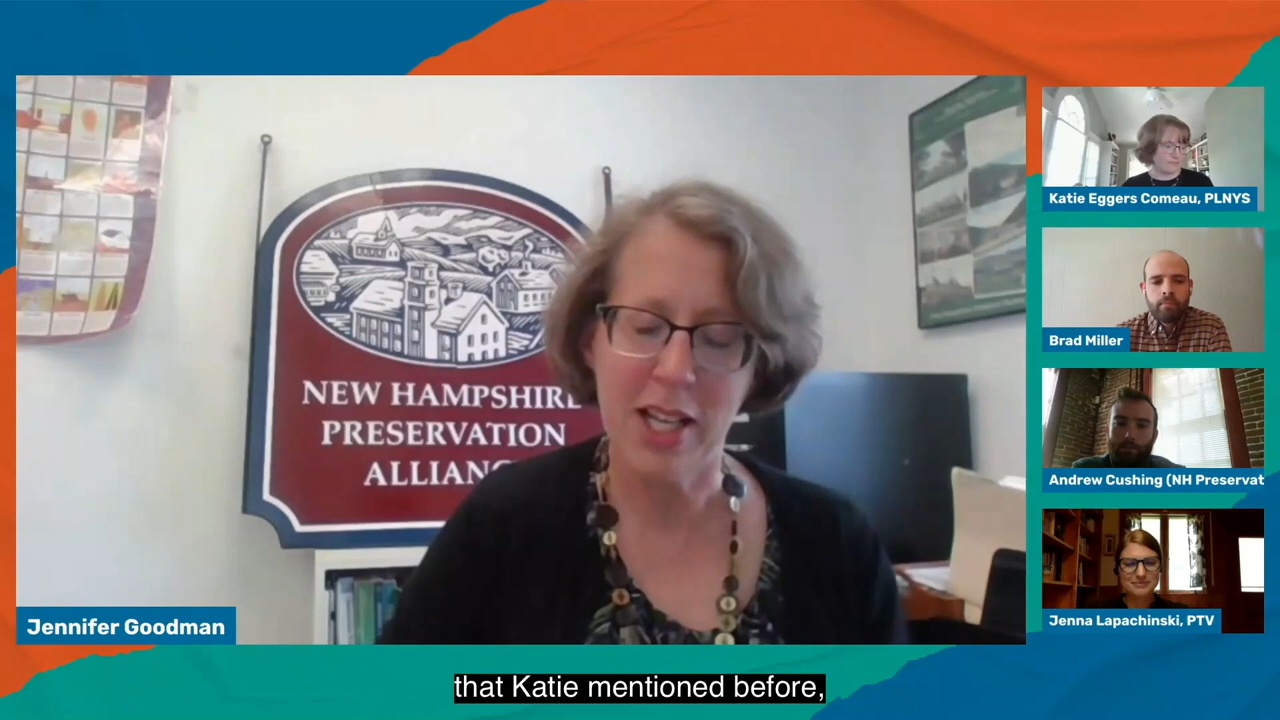 NEW HAMPSHIRE
PRESERVATION
ALLIANC
Jennifer Goodman
Katie Eggers Comeau, PLNYS
Brad Miller
Andrew Cushing (NH Preservat
Jenna Lapachinski, PTV
that Katie mentioned before,